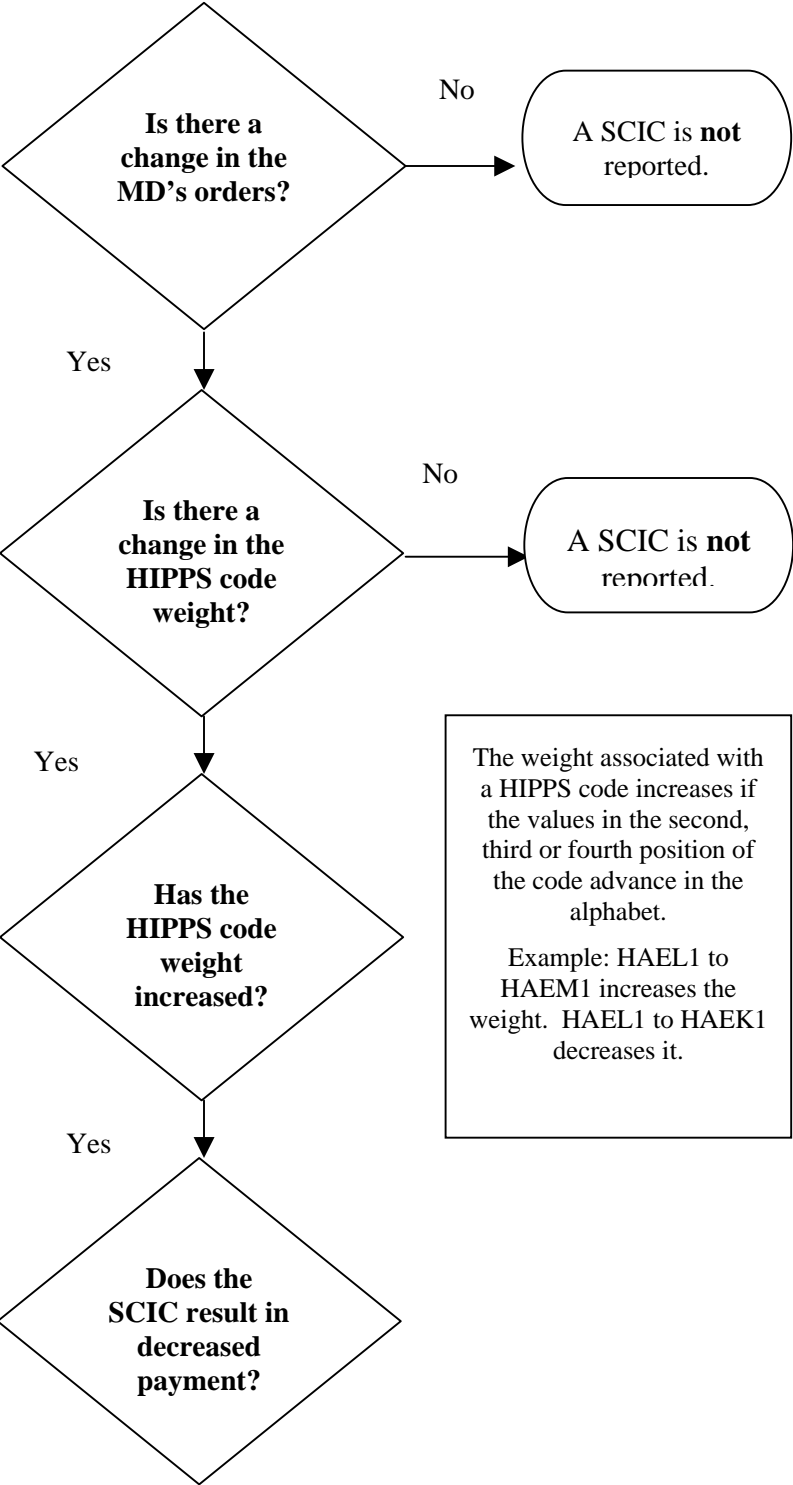 Is there a
change in the
MD’s orders?
No
A SCIC is not
reported.
Yes
Is there a
change in the
HIPPS code
weight?
No
A SCIC is not
reported.
Yes
Has the
HIPPS code
weight
increased?
The weight associated with
a HIPPS code increases if
the values in the second,
third or fourth position of
the code advance in the
alphabet.
Example: HAEL1 to
HAEM1 increases the
weight.  HAEL1 to HAEK1
decreases it.
Yes
Does the
SCIC result in
decreased
payment?